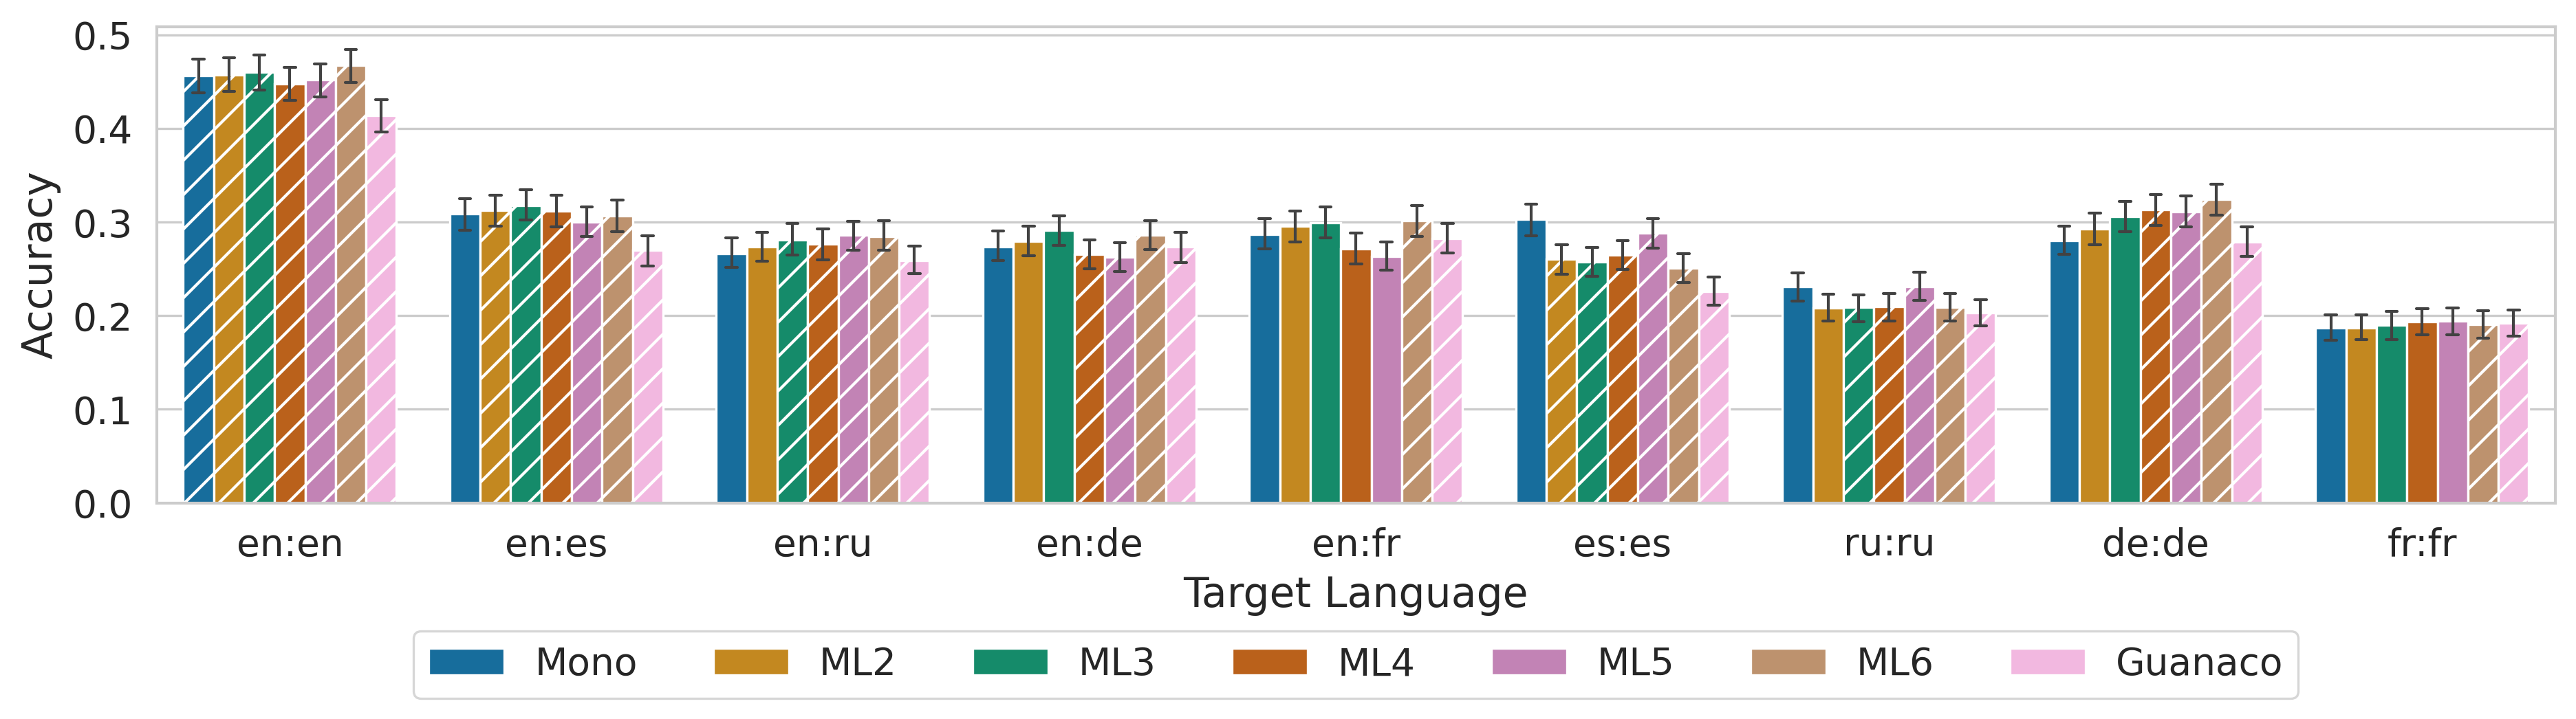 0.5
0.4
0.3
0.2
0.1
0.0
Accuracy
en:en en:es en:ru en:de en:fr es:es ru:ru de:de fr:fr
Target Language
Mono ML2 ML3 ML4 ML5 ML6 Guanaco